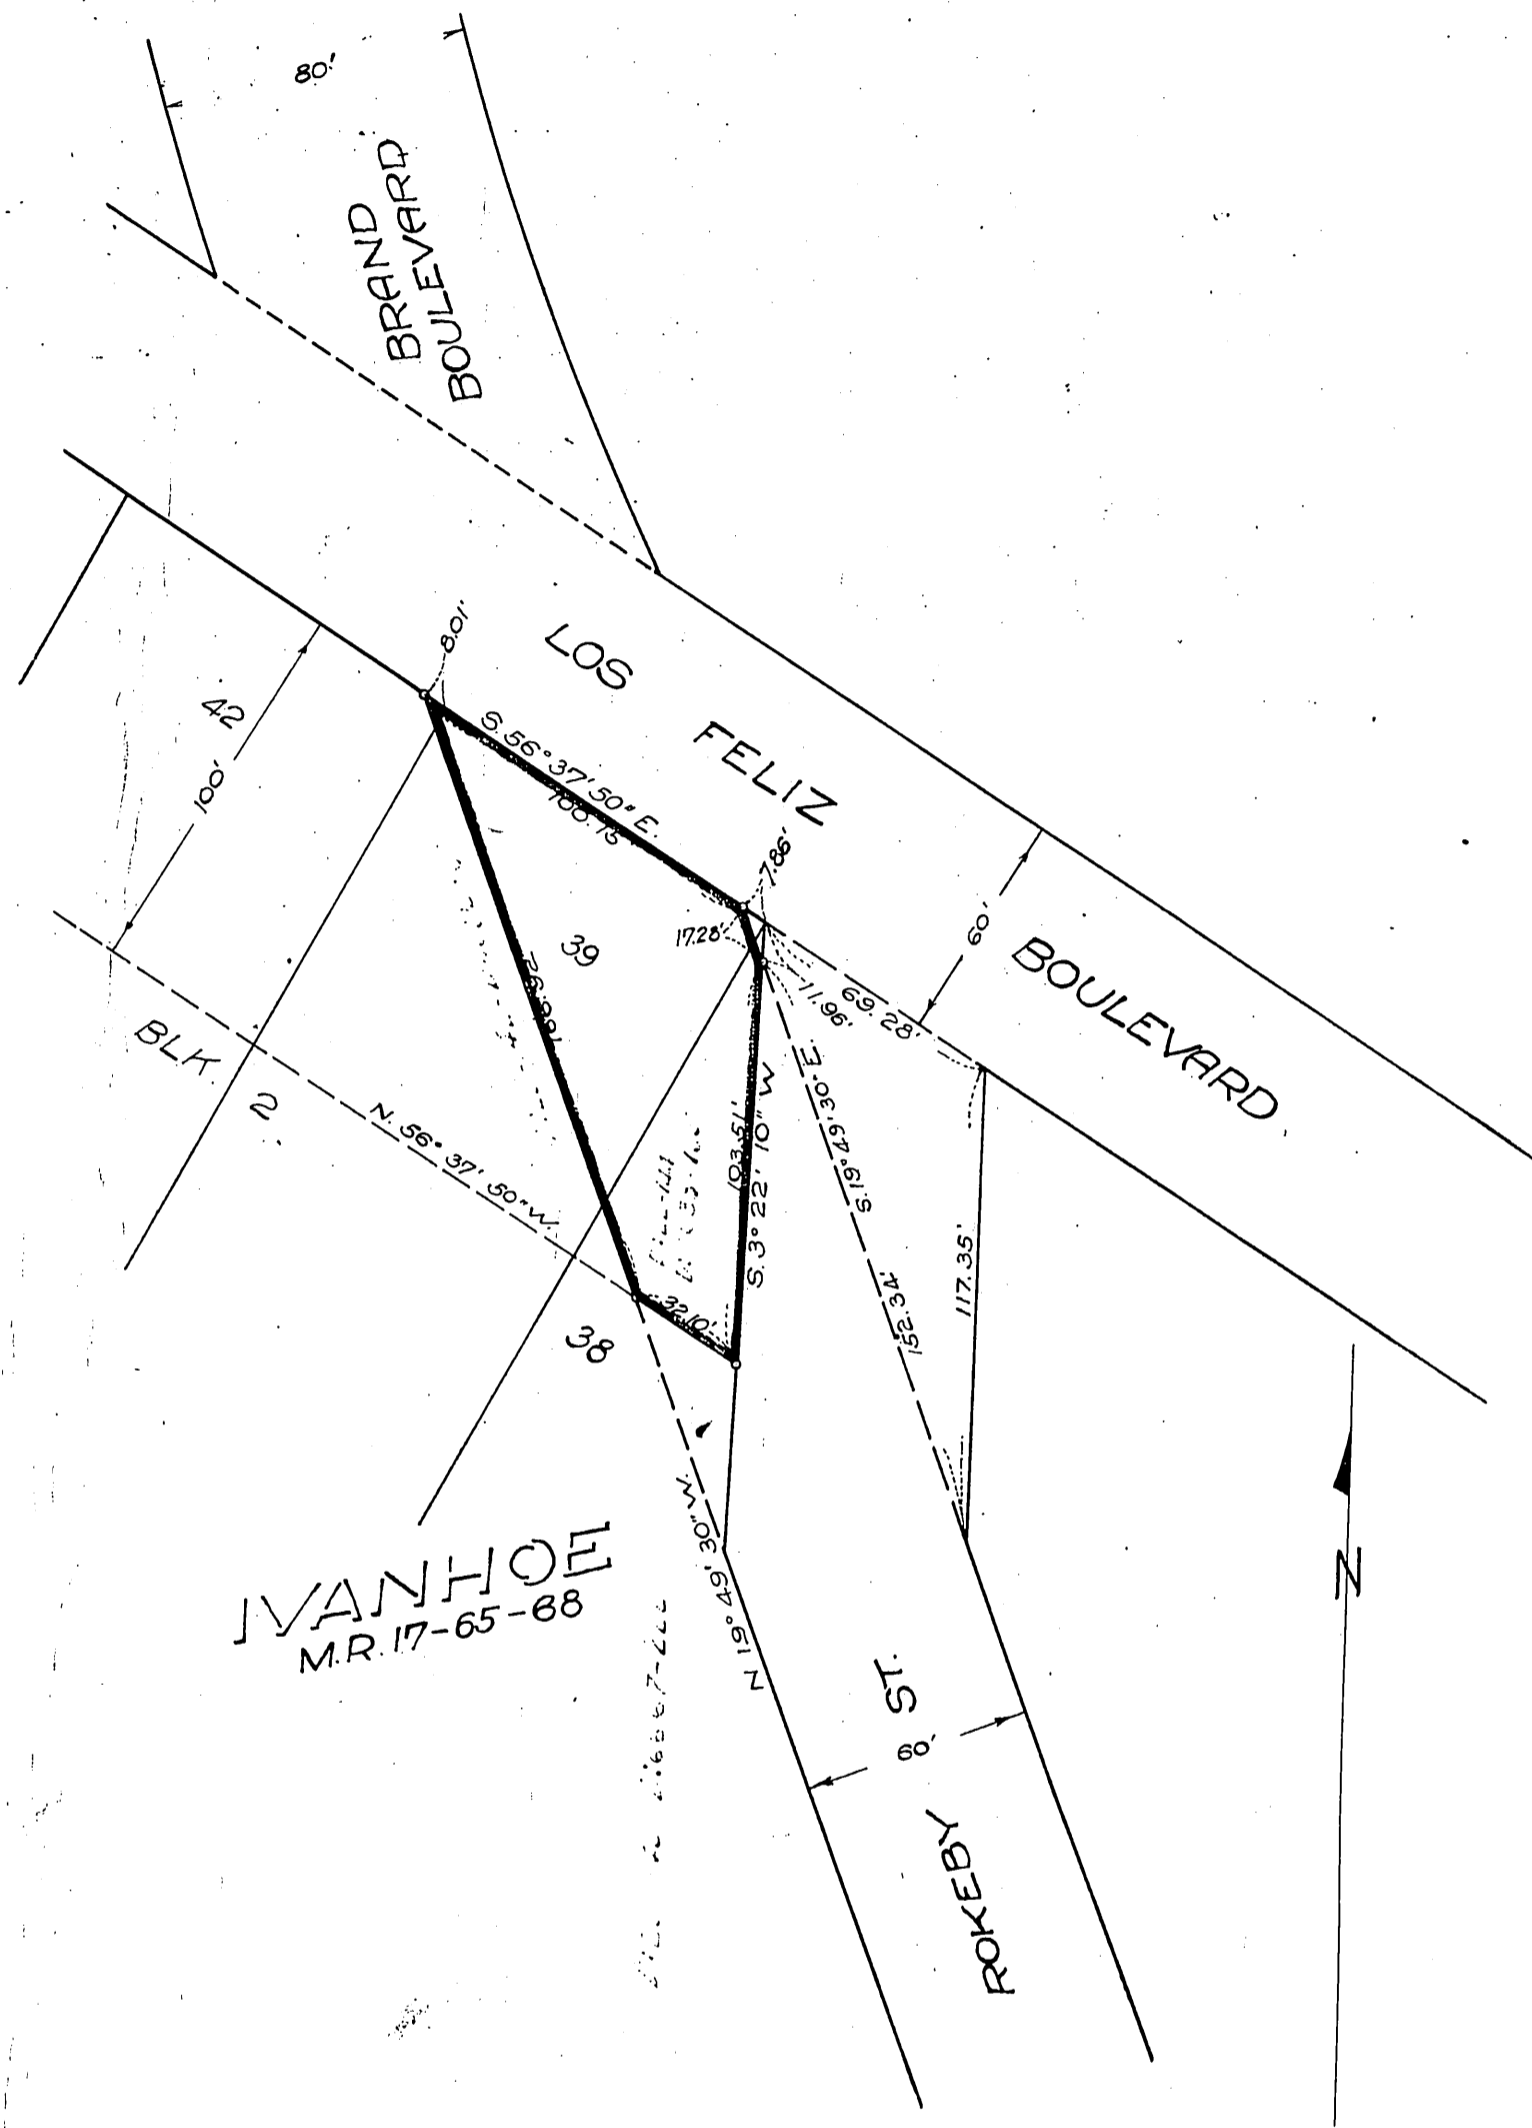 80'
BRAND
BOULEVARD
8.01'
LOS FELIZ BOULEVARD
42
100'
S. 56° 37' 50" E.
100.75
7.86'
17.28'
39
60'
11.96'
69.28'
BLK. 2
N. 56° 37' 50" W.
103.51'
S. 3° 22' 10" W
S. 19° 49' 30" E.
152.34'
117.35'
32.10'
38
N 19° 49' 30" W.
IVANHOE
M.R. 17-65-68
ROKEBY ST.
60'
N